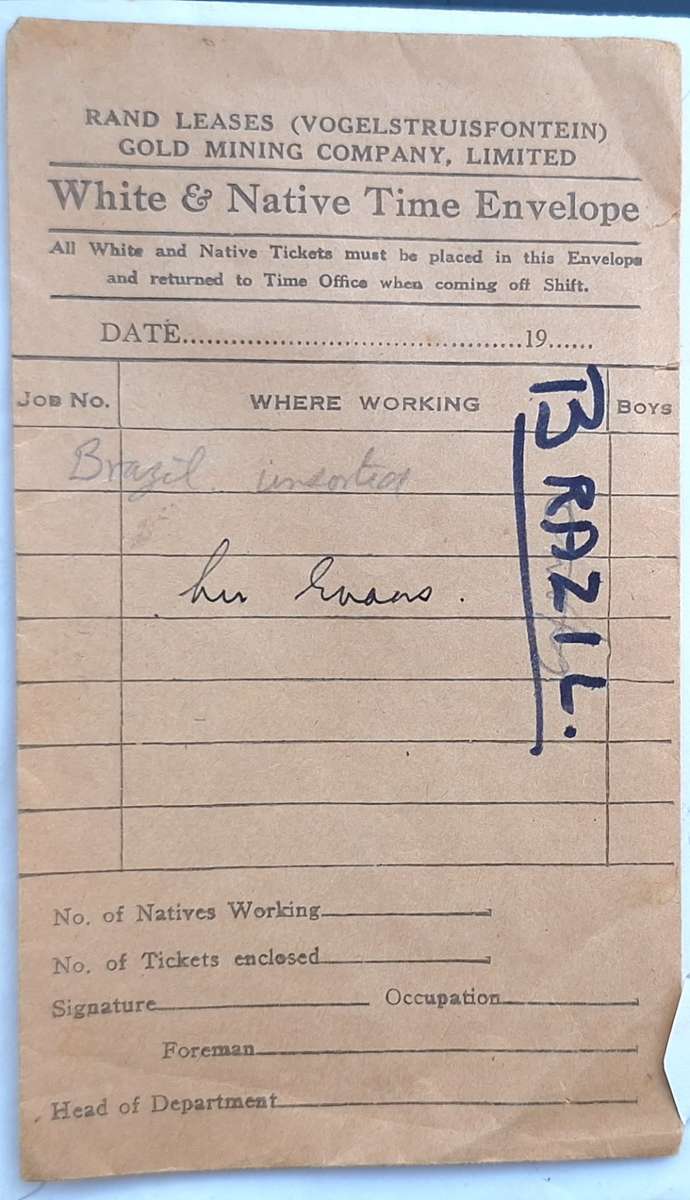 RAND LEASES (VOGELSTRUISFONTEIN)
GOLD MINING COMPANY, LIMITED
White & Native Time Envelope
All White and Native Tickets must be placed in this Envelope
and returned to Time Office when coming off Shift.
DATE........................................19......
JOB NO. WHERE WORKING BOYS
Brazil unsorted
Evans.
BRAZIL.
No. of Natives Working
No. of Tickets enclosed
Signature Occupation
Foreman
Head of Department